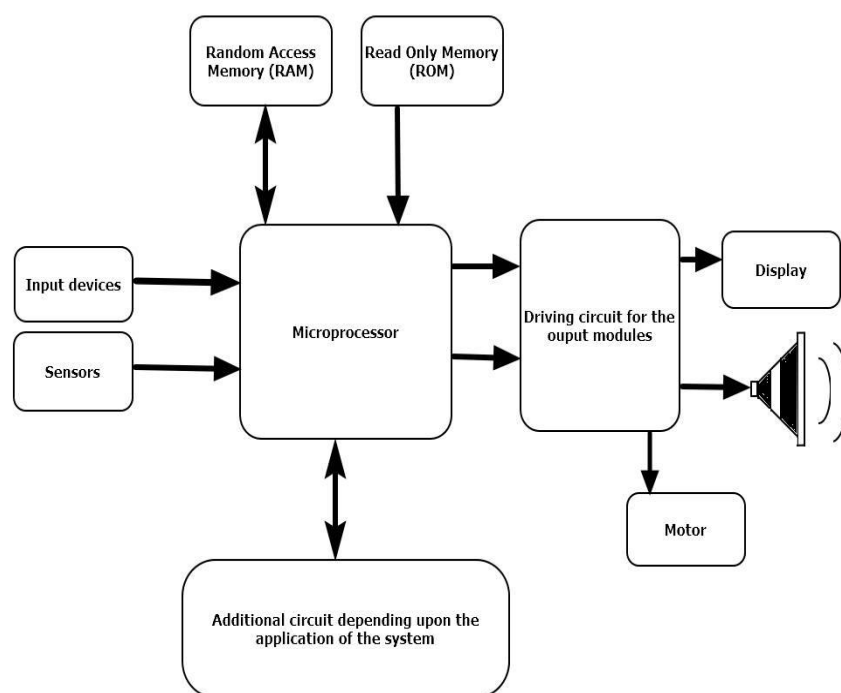 Random Access
Memory (RAM)
Read Only Memory
(ROM)
Input devices
Sensors
Microprocessor
Driving circuit for the
ouput modules
Display
Motor
Additional circuit depending upon the
application of the system